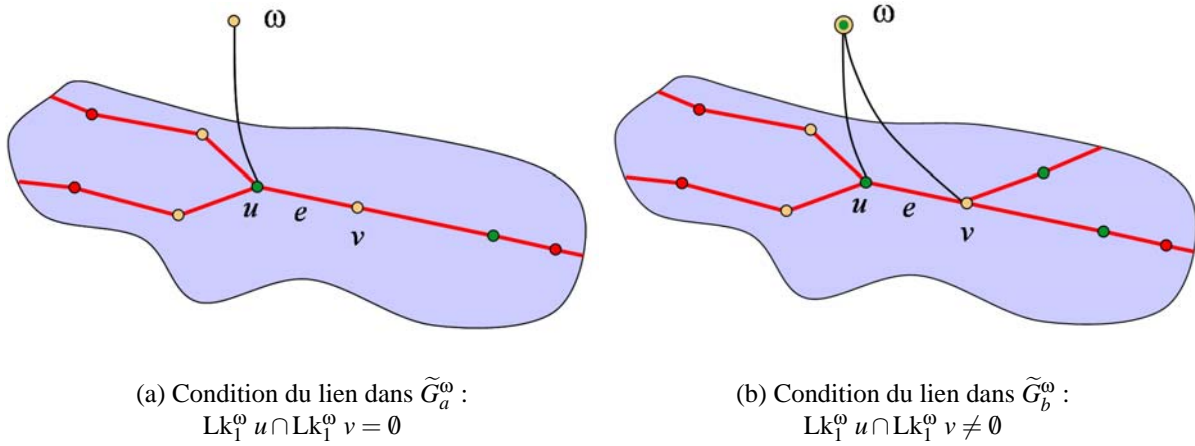 ω
ω
u e v
u e v
(a) Condition du lien dans G̃ₐ^ω :
Lk₁^ω u ∩ Lk₁^ω v = ∅
(b) Condition du lien dans G̃_b^ω :
Lk₁^ω u ∩ Lk₁^ω v ≠ ∅